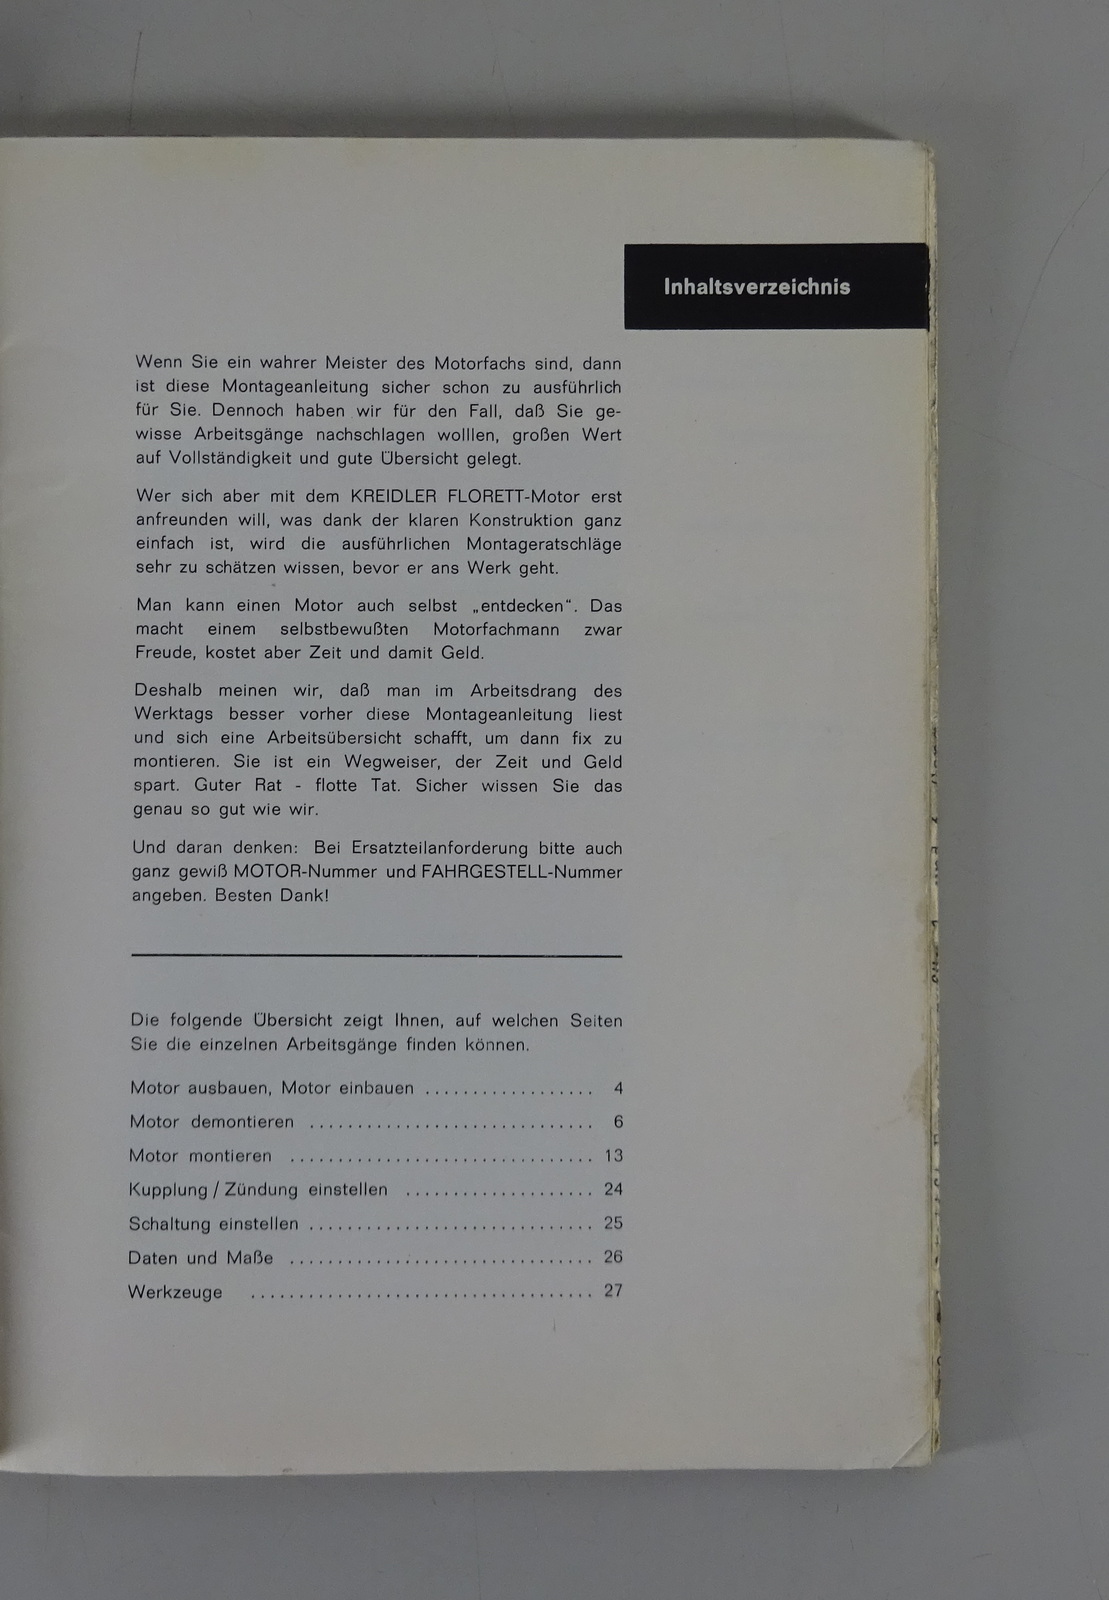 Inhaltsverzeichnis
Wenn Sie ein wahrer Meister des Motorfachs sind, dann
ist diese Montageanleitung sicher schon zu ausführlich
für Sie. Dennoch haben wir für den Fall, daß Sie ge-
wisse Arbeitsgänge nachschlagen wolllen, großen Wert
auf Vollständigkeit und gute Übersicht gelegt.
Wer sich aber mit dem KREIDLER FLORETT-Motor erst
anfreunden will, was dank der klaren Konstruktion ganz
einfach ist, wird die ausführlichen Montageratschläge
sehr zu schätzen wissen, bevor er ans Werk geht.
Man kann einen Motor auch selbst „entdecken“. Das
macht einem selbstbewußten Motorfachmann zwar
Freude, kostet aber Zeit und damit Geld.
Deshalb meinen wir, daß man im Arbeitsdrang des
Werktags besser vorher diese Montageanleitung liest
und sich eine Arbeitsübersicht schafft, um dann fix zu
montieren. Sie ist ein Wegweiser, der Zeit und Geld
spart. Guter Rat - flotte Tat. Sicher wissen Sie das
genau so gut wie wir.
Und daran denken: Bei Ersatzteilanforderung bitte auch
ganz gewiß MOTOR-Nummer und FAHRGESTELL-Nummer
angeben. Besten Dank!
Die folgende Übersicht zeigt Ihnen, auf welchen Seiten
Sie die einzelnen Arbeitsgänge finden können.
Motor ausbauen, Motor einbauen .................. 4
Motor demontieren .............................. 6
Motor montieren ................................ 13
Kupplung / Zündung einstellen .................... 24
Schaltung einstellen .............................. 25
Daten und Maße ................................ 26
Werkzeuge .................................... 27